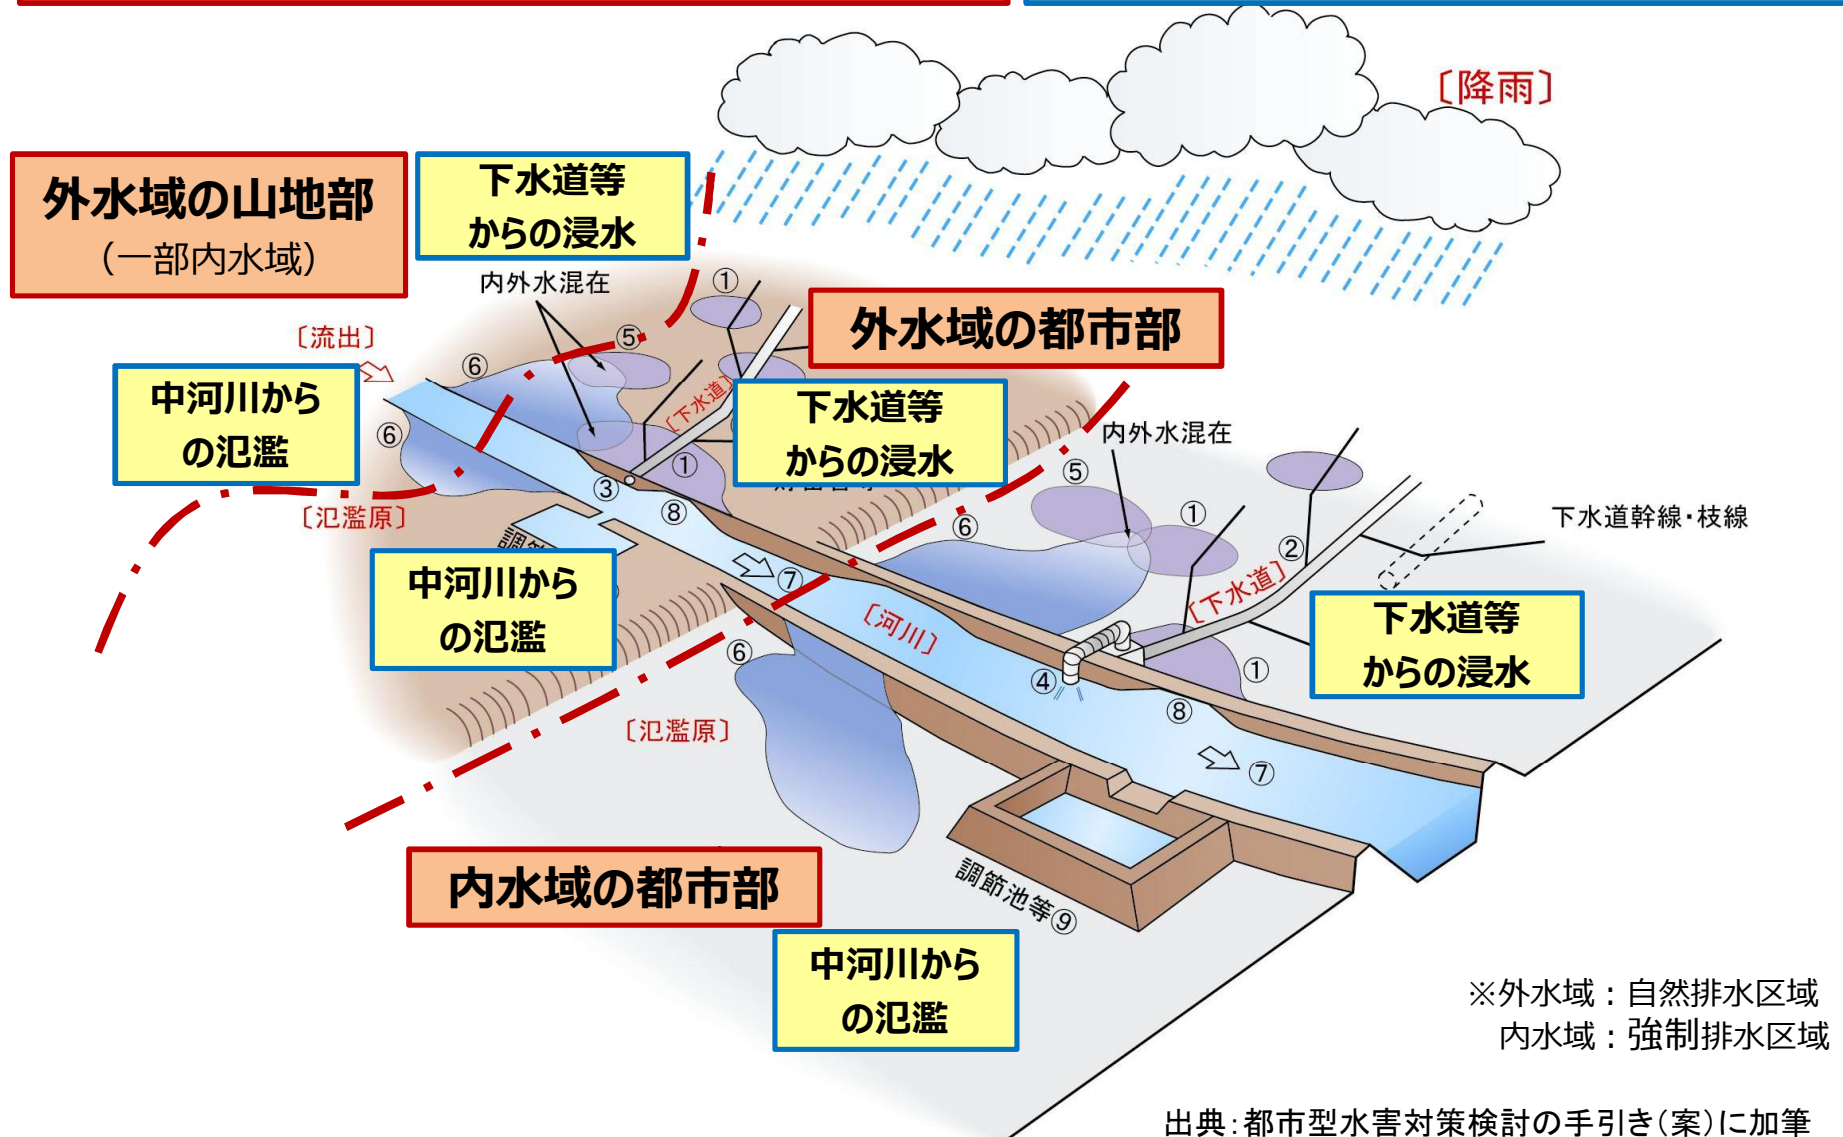 〔降雨〕
外水域の山地部
（一部内水域）
下水道等
からの浸水
内外水混在
①
外水域の都市部
〔流出〕
⑤
⑥
中河川から
の氾濫
〔下水道〕
下水道等
からの浸水
内外水混在
⑥
①
③
⑤
①
〔氾濫原〕
⑧
⑥
②
下水道幹線・枝線
調節
中河川から
の氾濫
⑦
〔下水道〕
〔河川〕
下水道等
からの浸水
⑥
④
①
⑧
〔氾濫原〕
⑦
内水域の都市部
調節池等⑨
中河川から
の氾濫
※外水域：自然排水区域
内水域：強制排水区域
出典：都市型水害対策検討の手引き（案）に加筆